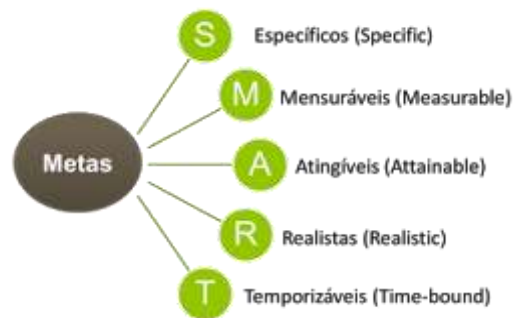 S Específicos (Specific)
M Mensuráveis (Measurable)
Metas
A Atingíveis (Attainable)
R Realistas (Realistic)
T Temporizáveis (Time-bound)